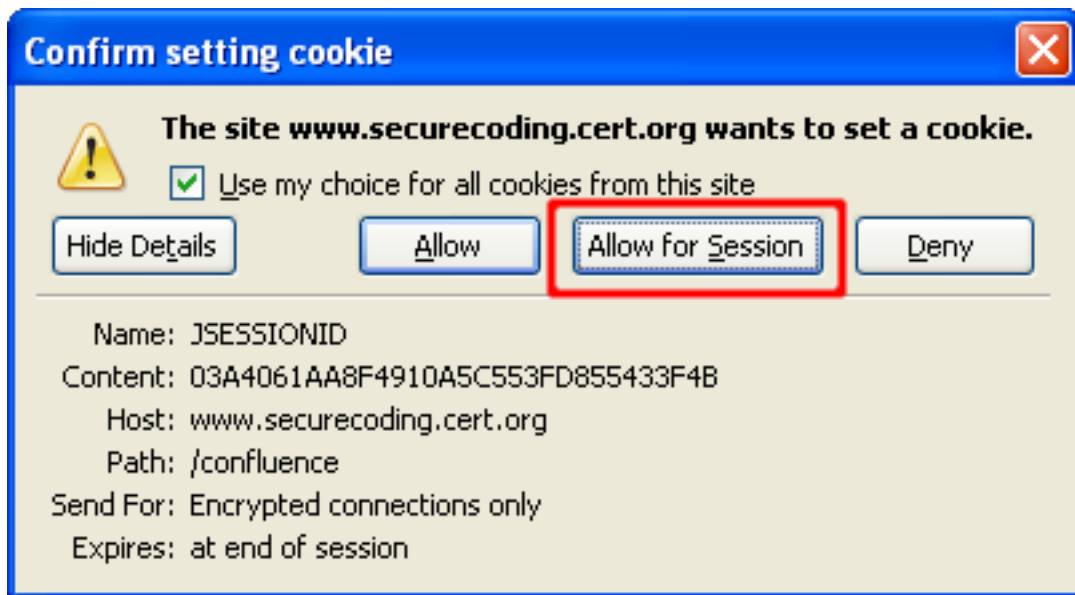 Confirm setting cookie
The site www.securecoding.cert.org wants to set a cookie.
Use my choice for all cookies from this site
Hide Details Allow Allow for Session Deny
Name: JSESSIONID
Content: 03A4061AA8F4910A5C553FD855433F4B
Host: www.securecoding.cert.org
Path: /confluence
Send For: Encrypted connections only
Expires: at end of session